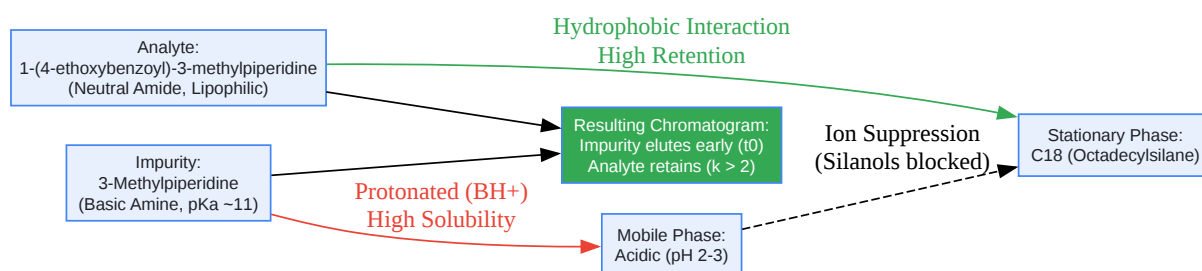 Analyte:
1-(4-ethoxybenzoyl)-3-methylpiperidine
(Neutral Amide, Lipophilic)
Hydrophobic Interaction
High Retention
Resulting Chromatogram:
Impurity elutes early (t0)
Analyte retains (k > 2)
Ion Suppression
(Silanols blocked)
Stationary Phase:
C18 (Octadecylsilane)
Impurity:
3-Methylpiperidine
(Basic Amine, pKa ~11)
Protonated (BH+)
High Solubility
Mobile Phase:
Acidic (pH 2-3)